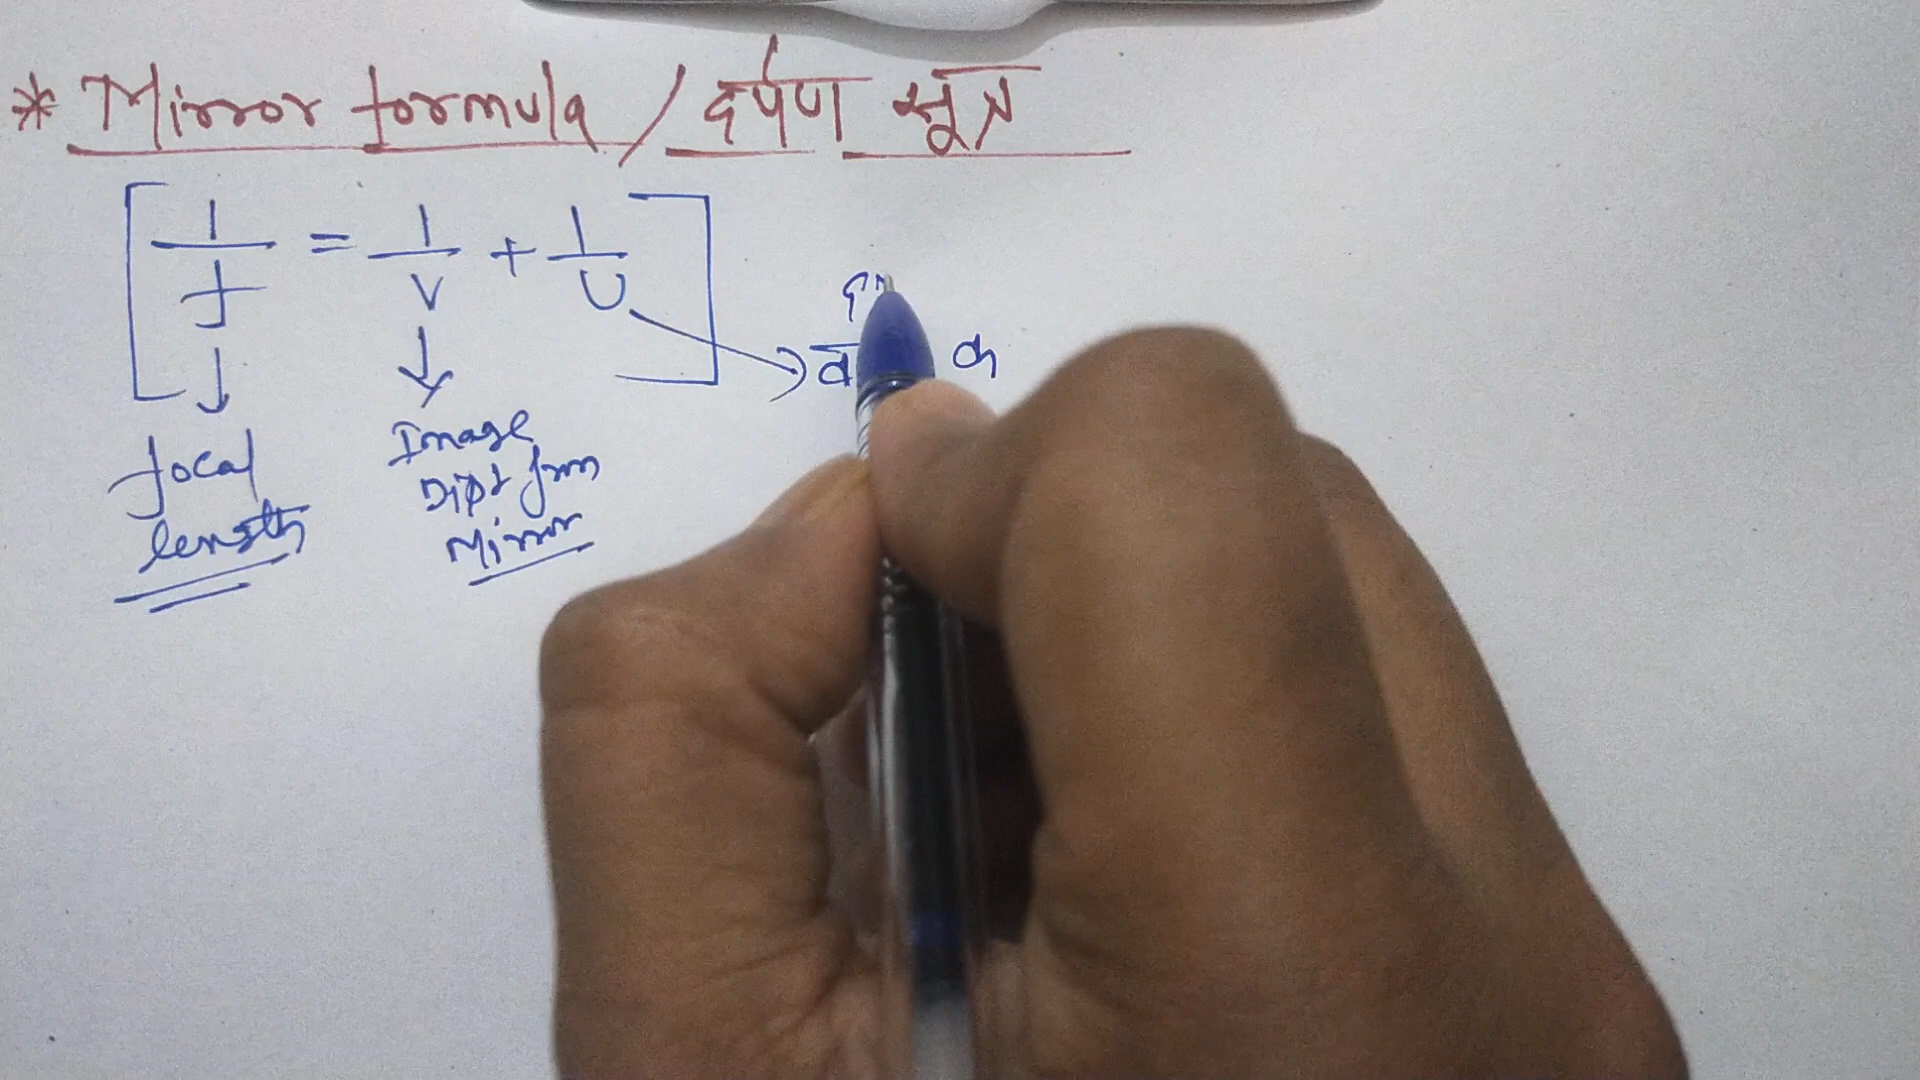 * Mirror formula / दर्पण सूत्र
1/f = 1/v + 1/u
focal
length
Image
Dist from
Mirror